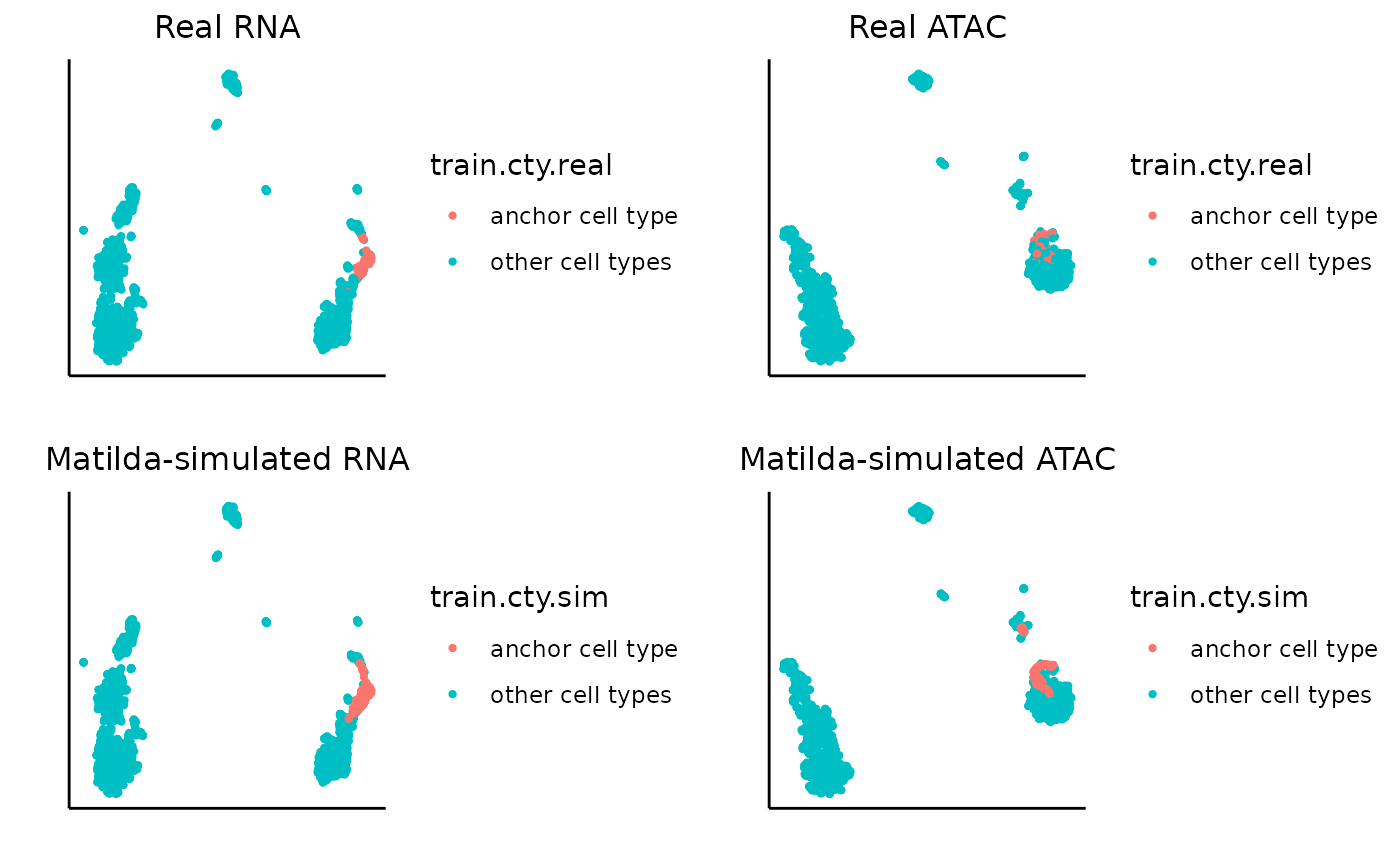 Real RNA
train.cty.real
anchor cell type
other cell types
Real ATAC
train.cty.real
anchor cell type
other cell types
Matilda-simulated RNA
train.cty.sim
anchor cell type
other cell types
Matilda-simulated ATAC
train.cty.sim
anchor cell type
other cell types